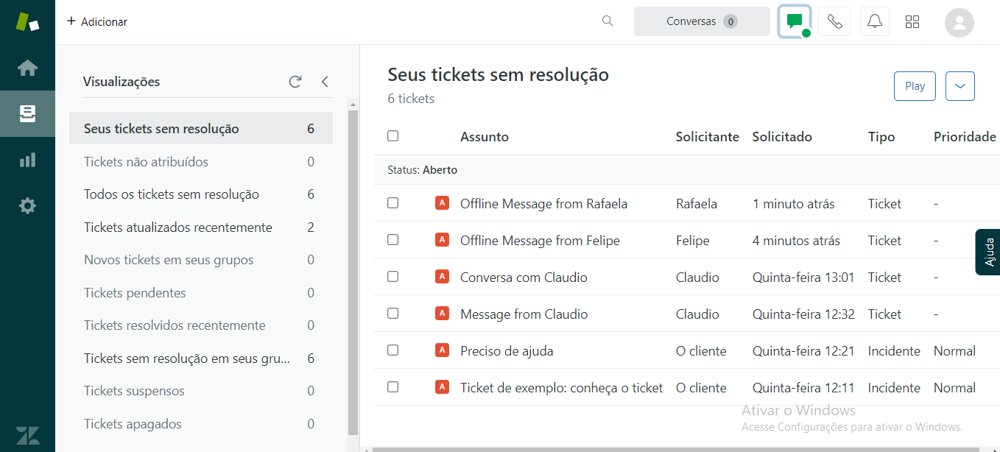 + Adicionar
Conversas 0
Visualizações
Seus tickets sem resolução 6
Tickets não atribuídos 0
Todos os tickets sem resolução 6
Tickets atualizados recentemente 2
Novos tickets em seus grupos 0
Tickets pendentes 0
Tickets resolvidos recentemente 0
Tickets sem resolução em seus gru... 6
Tickets suspensos 0
Tickets apagados 0
Seus tickets sem resolução
6 tickets
Play
Assunto Solicitante Solicitado Tipo Prioridade
Status: Aberto
A Offline Message from Rafaela Rafaela 1 minuto atrás Ticket -
A Offline Message from Felipe Felipe 4 minutos atrás Ticket -
A Conversa com Claudio Claudio Quinta-feira 13:01 Ticket -
A Message from Claudio Claudio Quinta-feira 12:32 Ticket -
A Preciso de ajuda O cliente Quinta-feira 12:21 Incidente Normal
A Ticket de exemplo: conheça o ticket O cliente Quinta-feira 12:11 Incidente Normal
Ajuda
Ativar o Windows
Acesse Configurações para ativar o Windows.